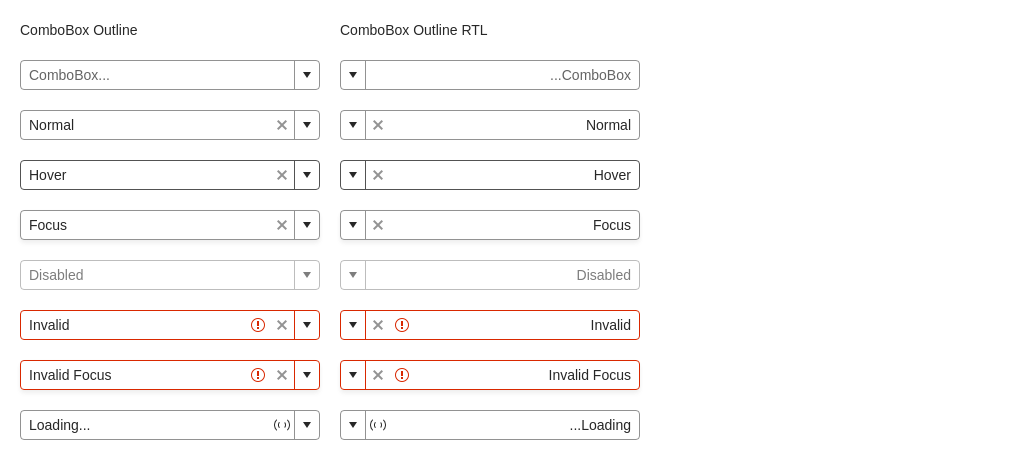 ComboBox Outline
ComboBox Outline RTL
ComboBox...
...ComboBox
Normal
Normal
Hover
Hover
Focus
Focus
Disabled
Disabled
Invalid
Invalid
Invalid Focus
Invalid Focus
Loading...
...Loading